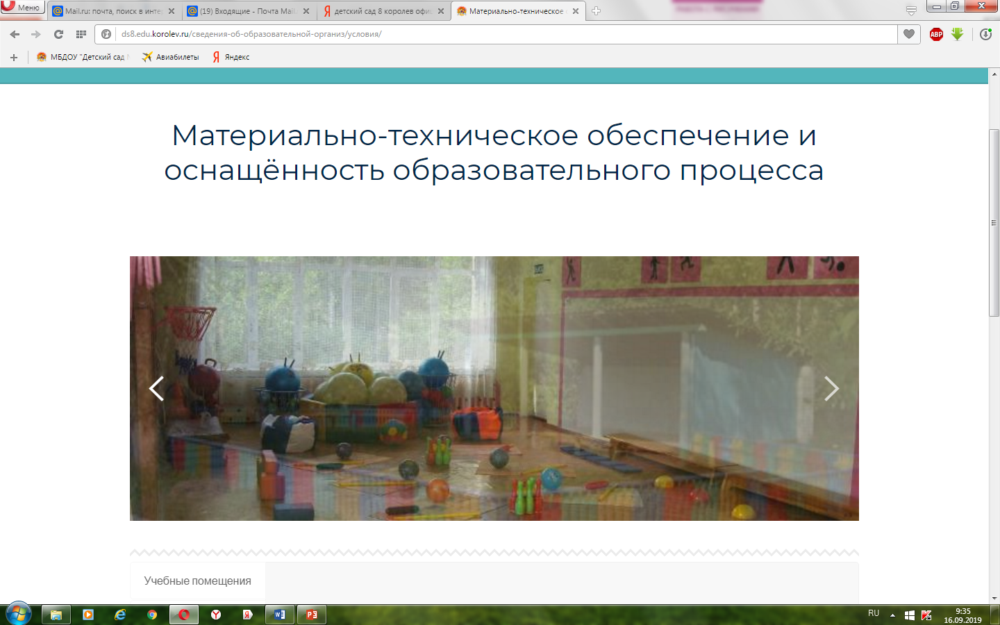 Меню
Mail.ru: почта, поиск в инте
(19) Входящие - Почта Mail
детский сад 8 королев офи
Материально-техническое
ds8.edu.korolev.ru/сведения-об-образовательной-организ/условия/
ABP
МБДОУ "Детский сад
Авиабилеты
Яндекс
Материально-техническое обеспечение и
оснащённость образовательного процесса
Учебные помещения
RU
9:35
16.09.2019